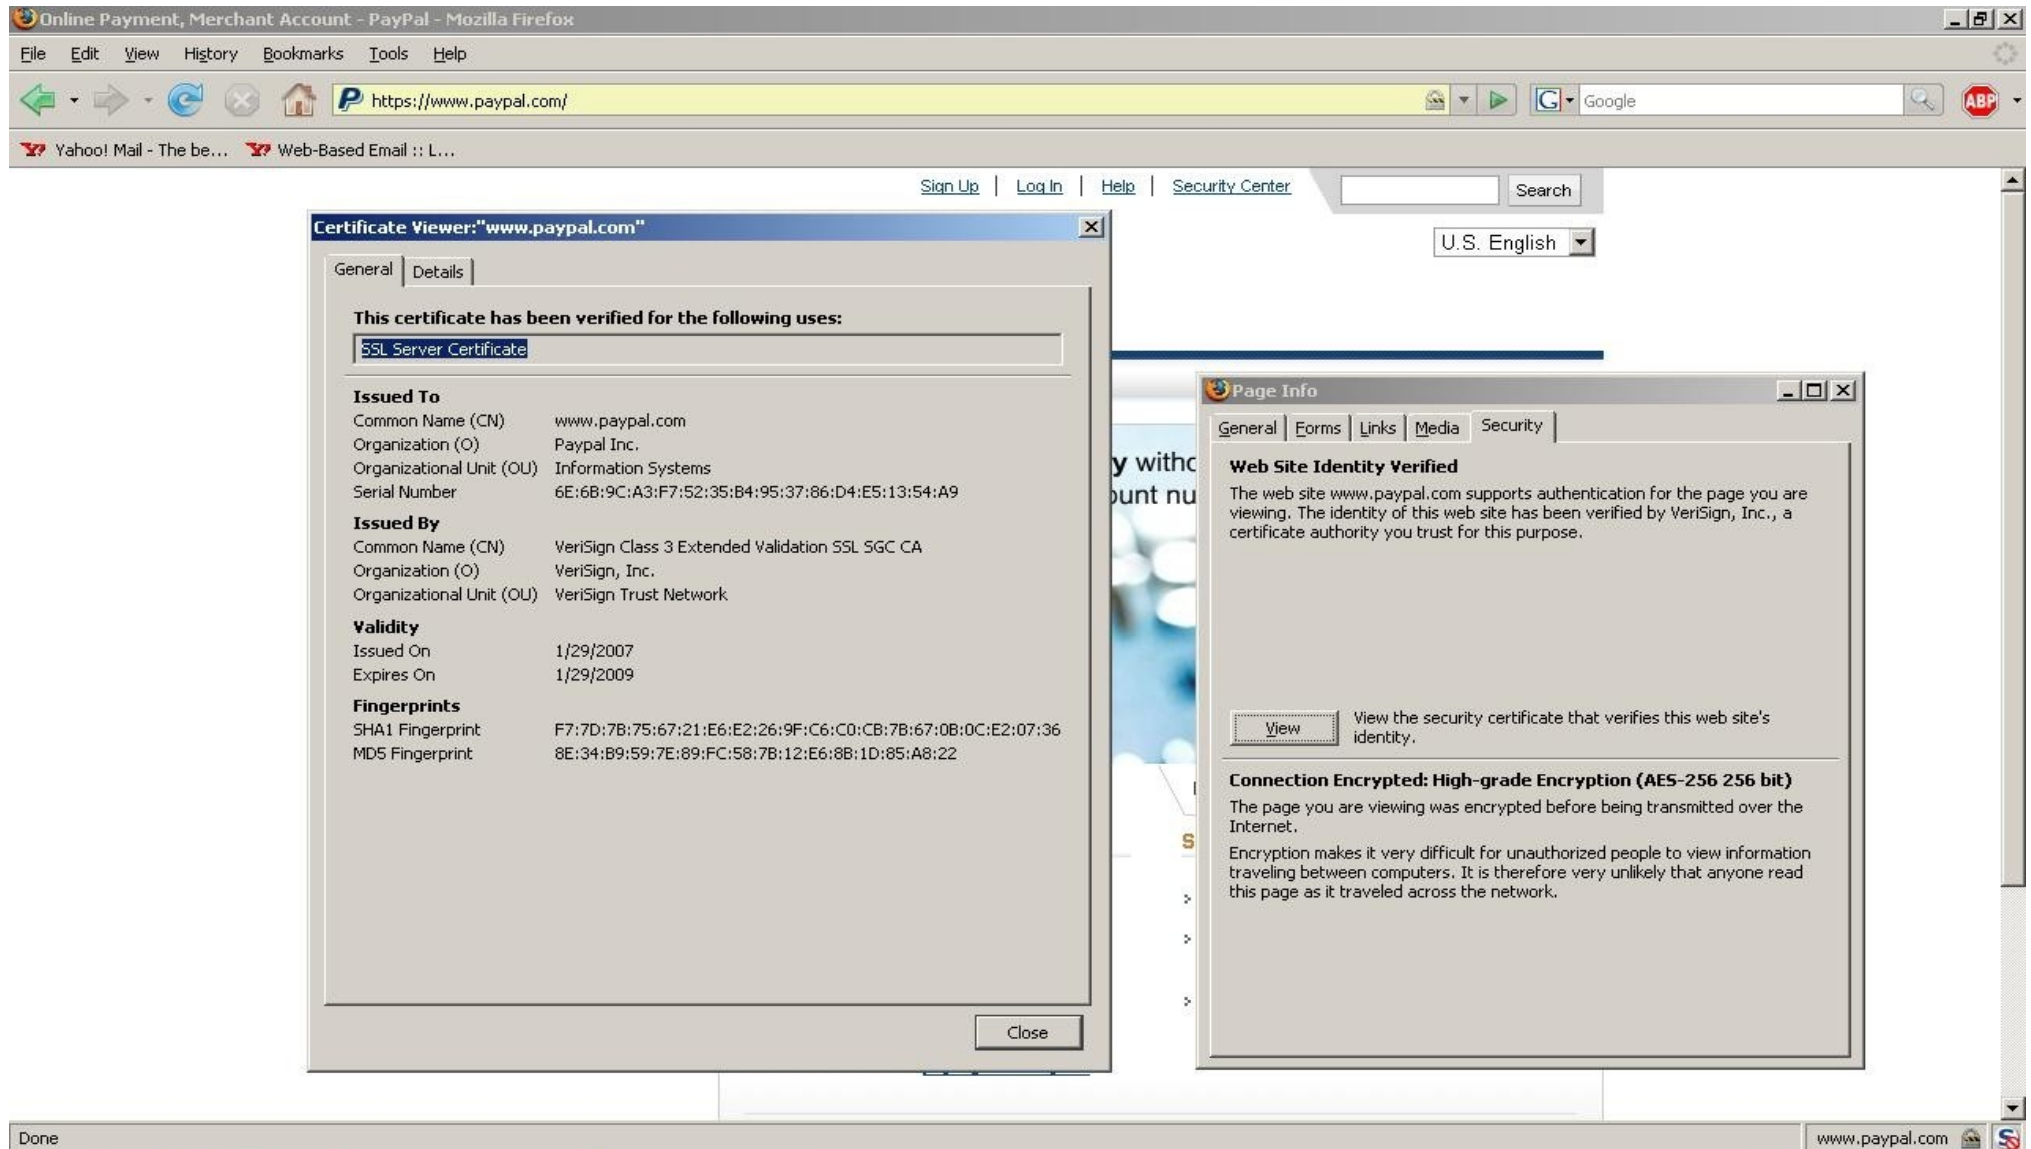 Online Payment, Merchant Account - PayPal - Mozilla Firefox
File Edit View History Bookmarks Tools Help
https://www.paypal.com/
G Google
ABP
Yahoo! Mail - The be... Web-Based Email :: L...
Sign Up | Log In | Help | Security Center
Search
U.S. English
Certificate Viewer:"www.paypal.com"
General Details
This certificate has been verified for the following uses:
SSL Server Certificate
Issued To
Common Name (CN) www.paypal.com
Organization (O) Paypal Inc.
Organizational Unit (OU) Information Systems
Serial Number 6E:6B:9C:A3:F7:52:35:B4:95:37:86:D4:E5:13:54:A9
Issued By
Common Name (CN) VeriSign Class 3 Extended Validation SSL SGC CA
Organization (O) VeriSign, Inc.
Organizational Unit (OU) VeriSign Trust Network
Validity
Issued On 1/29/2007
Expires On 1/29/2009
Fingerprints
SHA1 Fingerprint F7:7D:7B:75:67:21:E6:E2:26:9F:C6:C0:CB:7B:67:0B:0C:E2:07:36
MD5 Fingerprint 8E:34:B9:59:7E:89:FC:58:7B:12:E6:8B:1D:85:A8:22
Close
Page Info
General Forms Links Media Security
Web Site Identity Verified
The web site www.paypal.com supports authentication for the page you are
viewing. The identity of this web site has been verified by VeriSign, Inc., a
certificate authority you trust for this purpose.
View
View the security certificate that verifies this web site's
identity.
Connection Encrypted: High-grade Encryption (AES-256 256 bit)
The page you are viewing was encrypted before being transmitted over the
Internet.
Encryption makes it very difficult for unauthorized people to view information
traveling between computers. It is therefore very unlikely that anyone read
this page as it traveled across the network.
Done
www.paypal.com